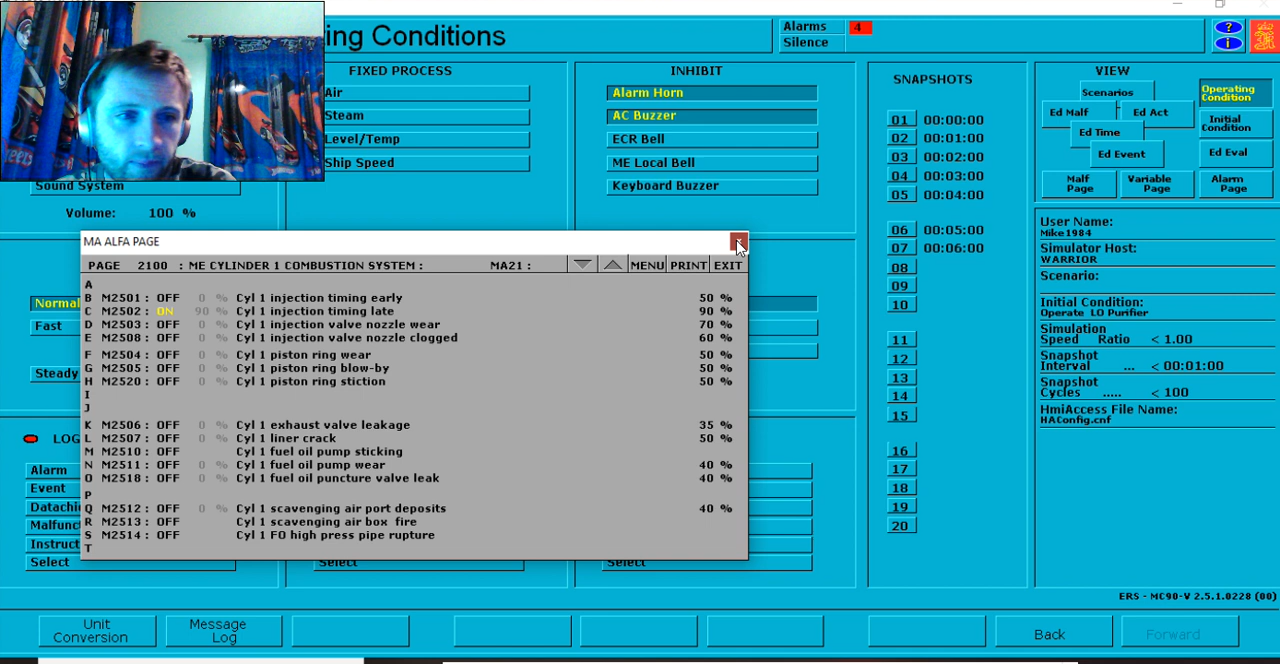 ing Conditions
Alarms 4
Silence
? 
i
FIXED PROCESS
Air
Steam
Level/Temp
Ship Speed
Sound System
Volume: 100 %
INHIBIT
Alarm Horn
AC Buzzer
ECR Bell
ME Local Bell
Keyboard Buzzer
SNAPSHOTS
01 00:00:00
02 00:01:00
03 00:02:00
04 00:03:00
05 00:04:00
06 00:05:00
07 00:06:00
08
09
10
11
12
13
14
15
16
17
18
19
20
VIEW
Scenarios
Operating
Condition
Ed Malf
Ed Act
Ed Time
Initial
Condition
Ed Event
Ed Eval
Malf
Page
Variable
Page
Alarm
Page
User Name:
Mike1984
Simulator Host:
WARRIOR
Scenario:
Initial Condition:
Operate LO Purifier
Simulation
Speed Ratio < 1.00
Snapshot
Interval ... < 00:01:00
Snapshot
Cycles ..... < 100
HmiAccess File Name:
HAConfig.cnf
Normal
Fast
Steady
LOG
Alarm
Event
Datachi
Malfunct
Instruct
Select
Select
Select
MA ALFA PAGE
PAGE 2100 : ME CYLINDER 1 COMBUSTION SYSTEM : MA21 : MENU PRINT EXIT
A
B M2501 : OFF 0 % Cyl 1 injection timing early 50 %
C M2502 : ON 90 % Cyl 1 injection timing late 90 %
D M2503 : OFF 0 % Cyl 1 injection valve nozzle wear 70 %
E M2508 : OFF 0 % Cyl 1 injection valve nozzle clogged 60 %
F M2504 : OFF 0 % Cyl 1 piston ring wear 50 %
G M2505 : OFF 0 % Cyl 1 piston ring blow-by 50 %
H M2520 : OFF 0 % Cyl 1 piston ring stiction 50 %
I
J
K M2506 : OFF 0 % Cyl 1 exhaust valve leakage 35 %
L M2507 : OFF 0 % Cyl 1 liner crack 50 %
M M2510 : OFF Cyl 1 fuel oil pump sticking
N M2511 : OFF 0 % Cyl 1 fuel oil pump wear 40 %
O M2518 : OFF 0 % Cyl 1 fuel oil puncture valve leak 40 %
P
Q M2512 : OFF 0 % Cyl 1 scavenging air port deposits 40 %
R M2513 : OFF Cyl 1 scavenging air box fire
S M2514 : OFF Cyl 1 FO high press pipe rupture
T
ERS - MC90-V 2.5.1.0228 (00)
Unit
Conversion
Message
Log
Back
Forward